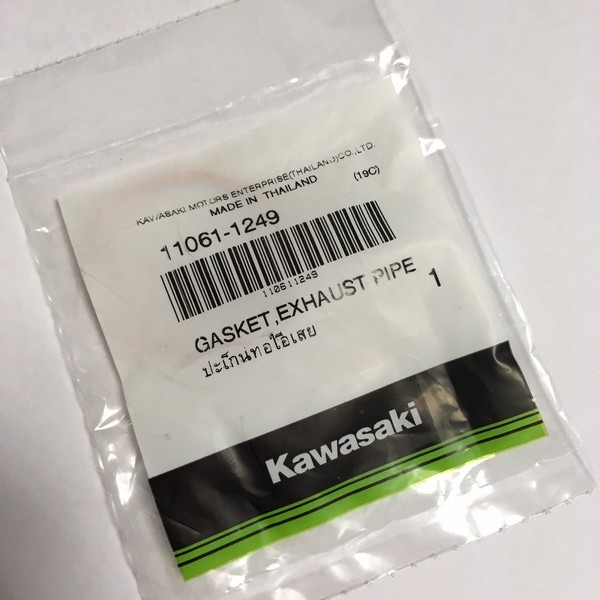 KAWASAKI MOTORS ENTERPRISE(THAILAND)CO.,LTD.
MADE IN THAILAND (19C)
11061-1249
110611249
GASKET,EXHAUST PIPE 1
ปะเก็นท่อไอเสีย
Kawasaki